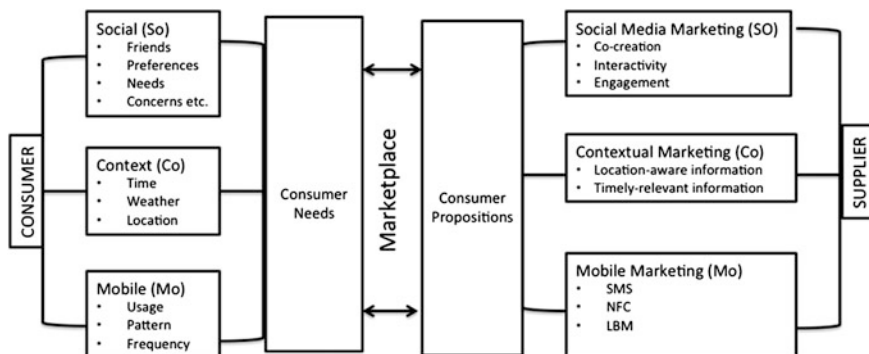 CONSUMER
Social (So)
• Friends
• Preferences
• Needs
• Concerns etc.
Context (Co)
• Time
• Weather
• Location
Mobile (Mo)
• Usage
• Pattern
• Frequency
Consumer
Needs
Marketplace
Consumer
Propositions
Social Media Marketing (SO)
• Co-creation
• Interactivity
• Engagement
Contextual Marketing (Co)
• Location-aware information
• Timely-relevant information
Mobile Marketing (Mo)
• SMS
• NFC
• LBM
SUPPLIER